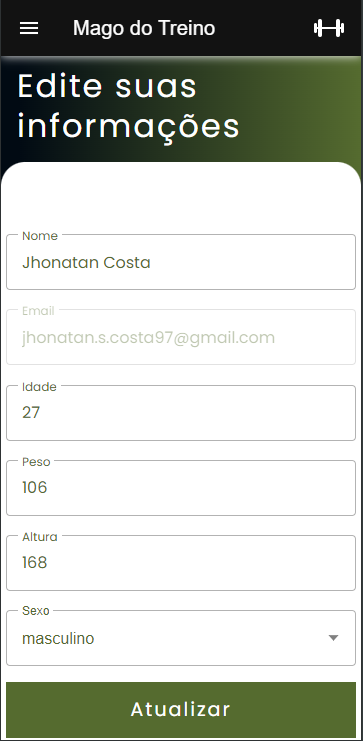 Mago do Treino
Edite suas
informações
Nome
Jhonatan Costa
Email
jhonatan.s.costa97@gmail.com
Idade
27
Peso
106
Altura
168
Sexo
masculino
Atualizar